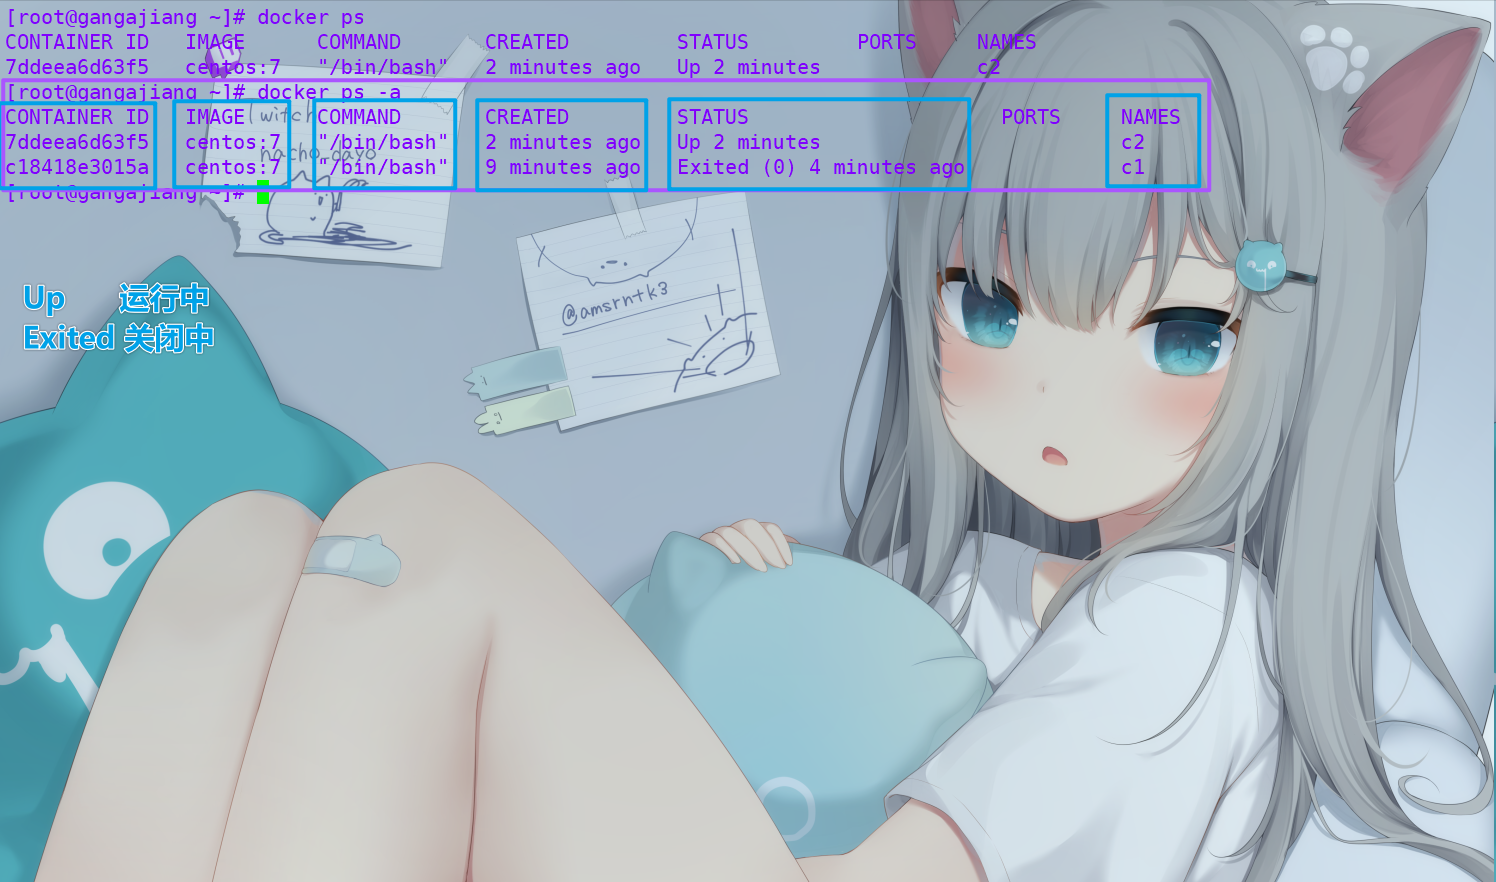 [root@gangajiang ~]# docker ps
CONTAINER ID   IMAGE      COMMAND       CREATED         STATUS         PORTS     NAMES
7ddeea6d63f5   centos:7   "/bin/bash"   2 minutes ago   Up 2 minutes             c2
[root@gangajiang ~]# docker ps -a
CONTAINER ID   IMAGE      COMMAND       CREATED         STATUS                     PORTS     NAMES
7ddeea6d63f5   centos:7   "/bin/bash"   2 minutes ago   Up 2 minutes                         c2
c18418e3015a   centos:7   "/bin/bash"   9 minutes ago   Exited (0) 4 minutes ago             c1
[root@gangajiang ~]#
(witch
nacho.dayo
@amsrntk3
Up 运行中
Exited 关闭中